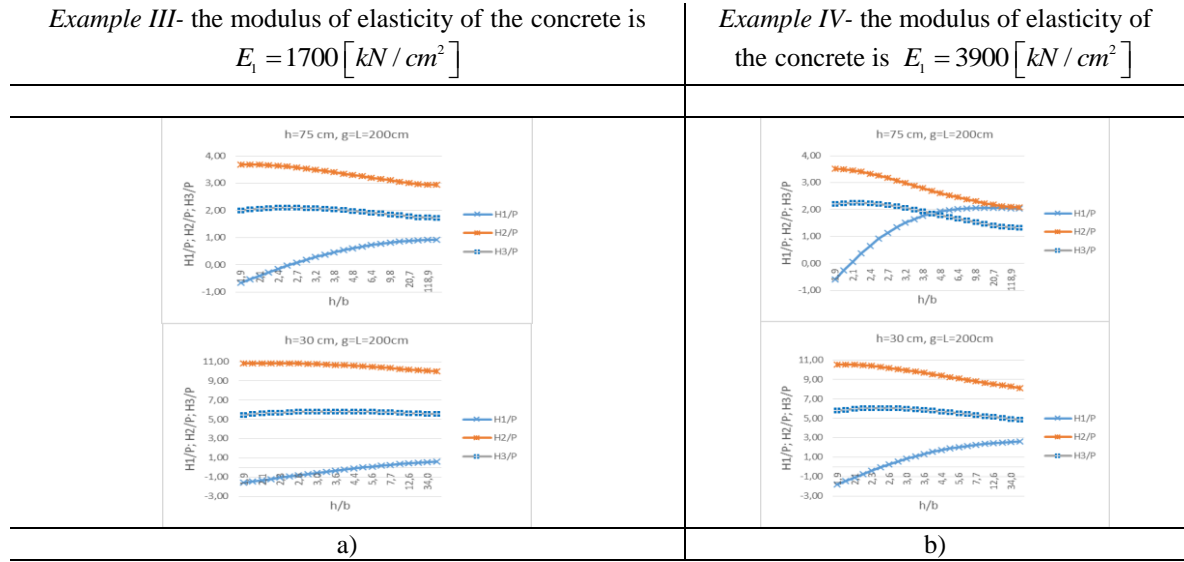 Example III- the modulus of elasticity of the concrete is
E₁ = 1700 [kN / cm²]
Example IV- the modulus of elasticity of
the concrete is E₁ = 3900 [kN / cm²]
h=75 cm, g=L=200cm
4,00
3,00
2,00
1,00
0,00
-1,00
H1/P; H2/P; H3/P
2,4 2,7 3,2 3,8 4,8 6,4 9,8 20,7 118,9
h/b
H1/P
H2/P
H3/P
h=30 cm, g=L=200cm
11,00
9,00
7,00
5,00
3,00
1,00
-1,00
-3,00
H1/P; H2/P; H3/P
2,6 3,0 3,6 4,4 5,6 7,7 12,6 34,0
h/b
H1/P
H2/P
H3/P
h=75 cm, g=L=200cm
4,00
3,00
2,00
1,00
0,00
-1,00
H1/P; H2/P; H3/P
2,1 2,4 2,7 3,2 3,8 4,8 6,4 9,8 20,7 118,9
h/b
H1/P
H2/P
H3/P
h=30 cm, g=L=200cm
11,00
9,00
7,00
5,00
3,00
1,00
-1,00
-3,00
H1/P; H2/P; H3/P
2,3 2,6 3,0 3,6 4,4 5,6 7,7 12,6 34,0
h/b
H1/P
H2/P
H3/P
a)
b)